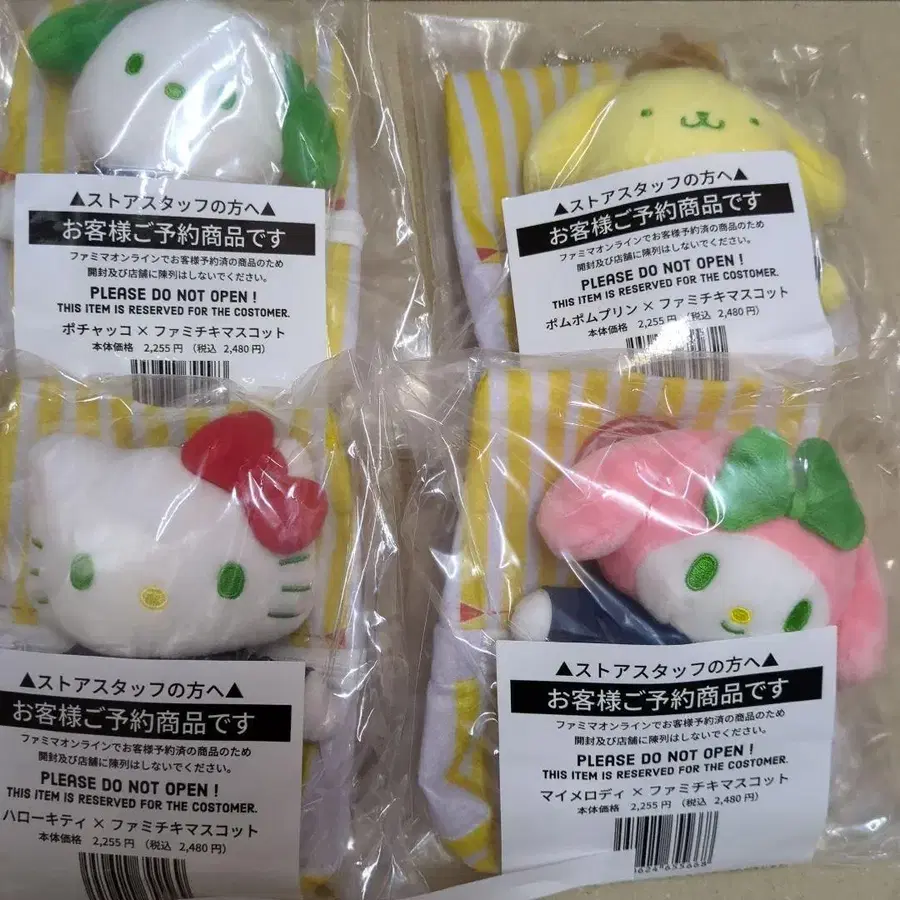 ▲ストアスタッフの方へ▲
お客様ご予約商品です
ファミマオンラインでお客様予約済の商品のため
開封及び店舗に陳列はしないでください。
PLEASE DO NOT OPEN !
THIS ITEM IS RESERVED FOR THE COSTOMER.
ポチャッコ × ファミチキマスコット
本体価格 2,255円 (税込 2,480円)
▲ストアスタッフの方へ▲
お客様ご予約商品です
ファミマオンラインでお客様予約済の商品のため
開封及び店舗に陳列はしないでください。
PLEASE DO NOT OPEN !
THIS ITEM IS RESERVED FOR THE COSTOMER.
ポムポムプリン × ファミチキマスコット
本体価格 2,255円 (税込 2,480円)
▲ストアスタッフの方へ▲
お客様ご予約商品です
ファミマオンラインでお客様予約済の商品のため
開封及び店舗に陳列はしないでください。
PLEASE DO NOT OPEN !
THIS ITEM IS RESERVED FOR THE COSTOMER.
ハローキティ × ファミチキマスコット
本体価格 2,255円 (税込 2,480円)
▲ストアスタッフの方へ▲
お客様ご予約商品です
ファミマオンラインでお客様予約済の商品のため
開封及び店舗に陳列はしないでください。
PLEASE DO NOT OPEN !
THIS ITEM IS RESERVED FOR THE COSTOMER.
マイメロディ × ファミチキマスコット
本体価格 2,255円 (税込 2,480円)